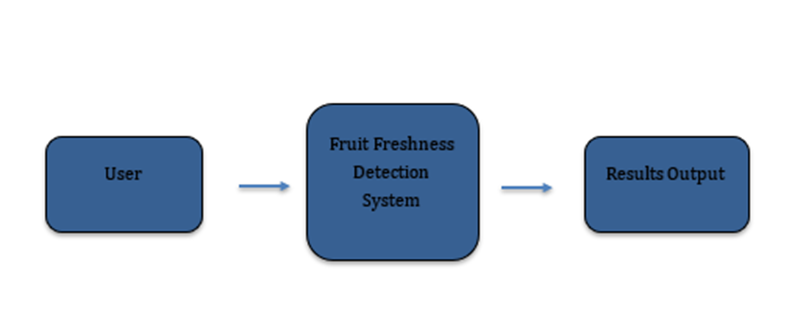 User
Fruit Freshness
Detection
System
Results Output